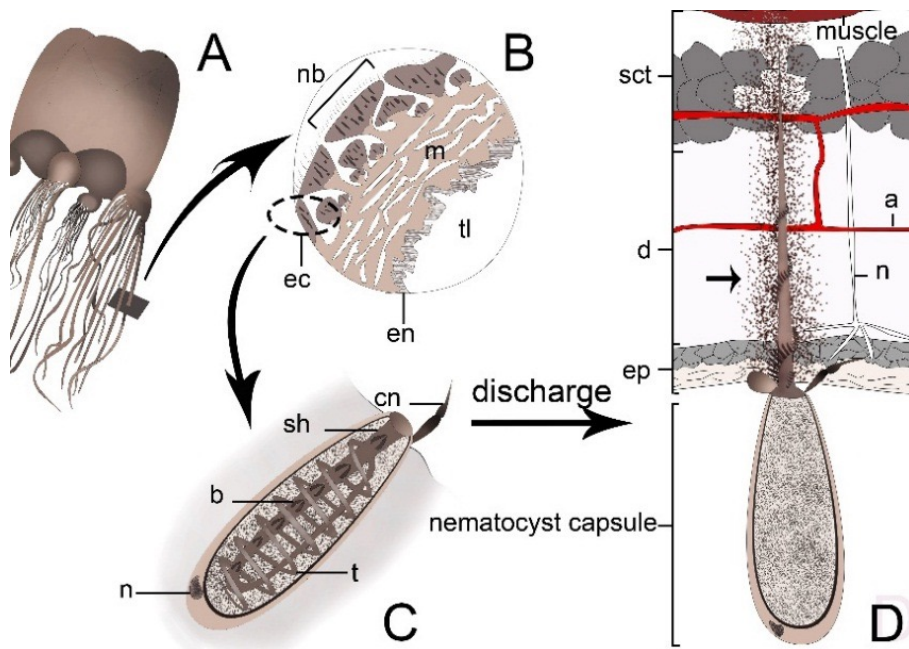 A
B
nb
m
tl
ec
en
C
sh
cn
b
n
t
discharge
nematocyst capsule
D
muscle
sct
a
d
n
ep
D